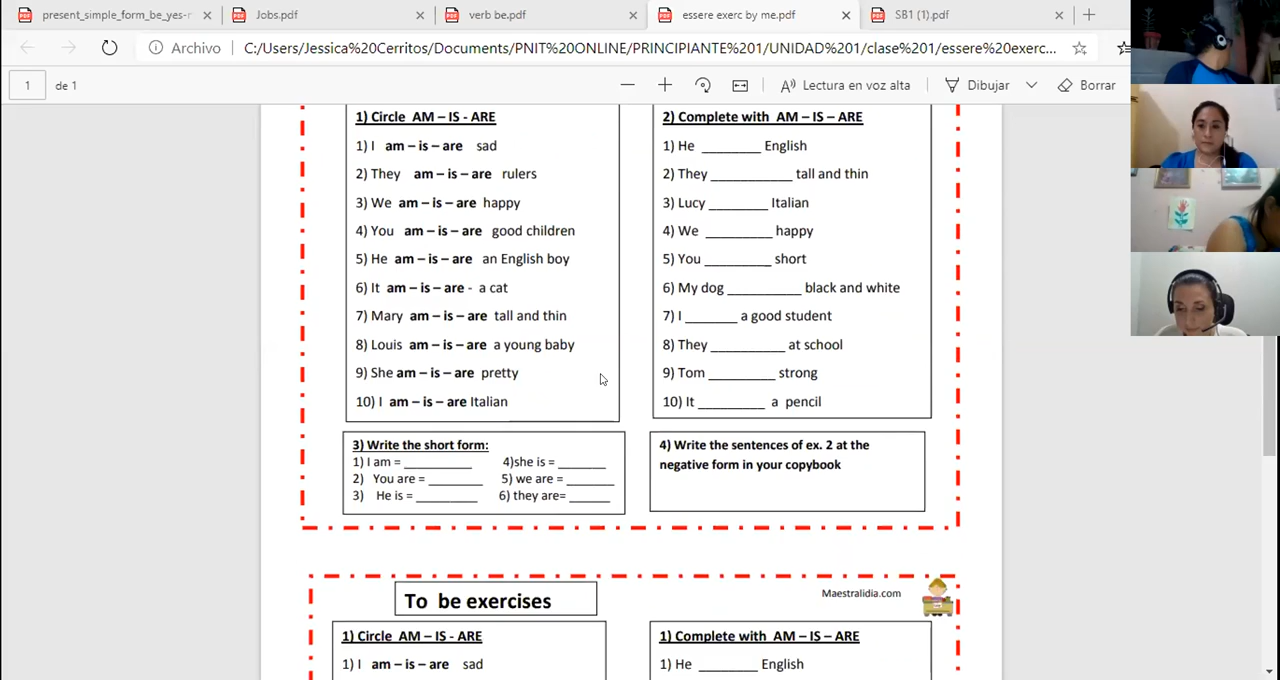 present_simple_form_be_yes-n
Jobs.pdf
verb be.pdf
essere exerc by me.pdf
SB1 (1).pdf
Archivo
C:/Users/Jessica%20Cerritos/Documents/PNIT%20ONLINE/PRINCIPIANTE%201/UNIDAD%201/clase%201/essere%20exerc...
1 de 1
Lectura en voz alta
Dibujar
Borrar
1) Circle AM – IS - ARE
1) I am – is – are sad
2) They am – is – are rulers
3) We am – is – are happy
4) You am – is – are good children
5) He am – is – are an English boy
6) It am – is – are - a cat
7) Mary am – is – are tall and thin
8) Louis am – is – are a young baby
9) She am – is – are pretty
10) I am – is – are Italian
2) Complete with AM – IS – ARE
1) He ________ English
2) They ___________ tall and thin
3) Lucy ________ Italian
4) We _________ happy
5) You _________ short
6) My dog __________ black and white
7) I _______ a good student
8) They __________ at school
9) Tom _________ strong
10) It _________ a pencil
3) Write the short form:
1) I am = __________ 4)she is = _______
2) You are = ________ 5) we are = _______
3) He is = _________ 6) they are= ______
4) Write the sentences of ex. 2 at the
negative form in your copybook
To be exercises
Maestralidia.com
1) Circle AM – IS - ARE
1) I am – is – are sad
1) Complete with AM – IS – ARE
1) He ________ English